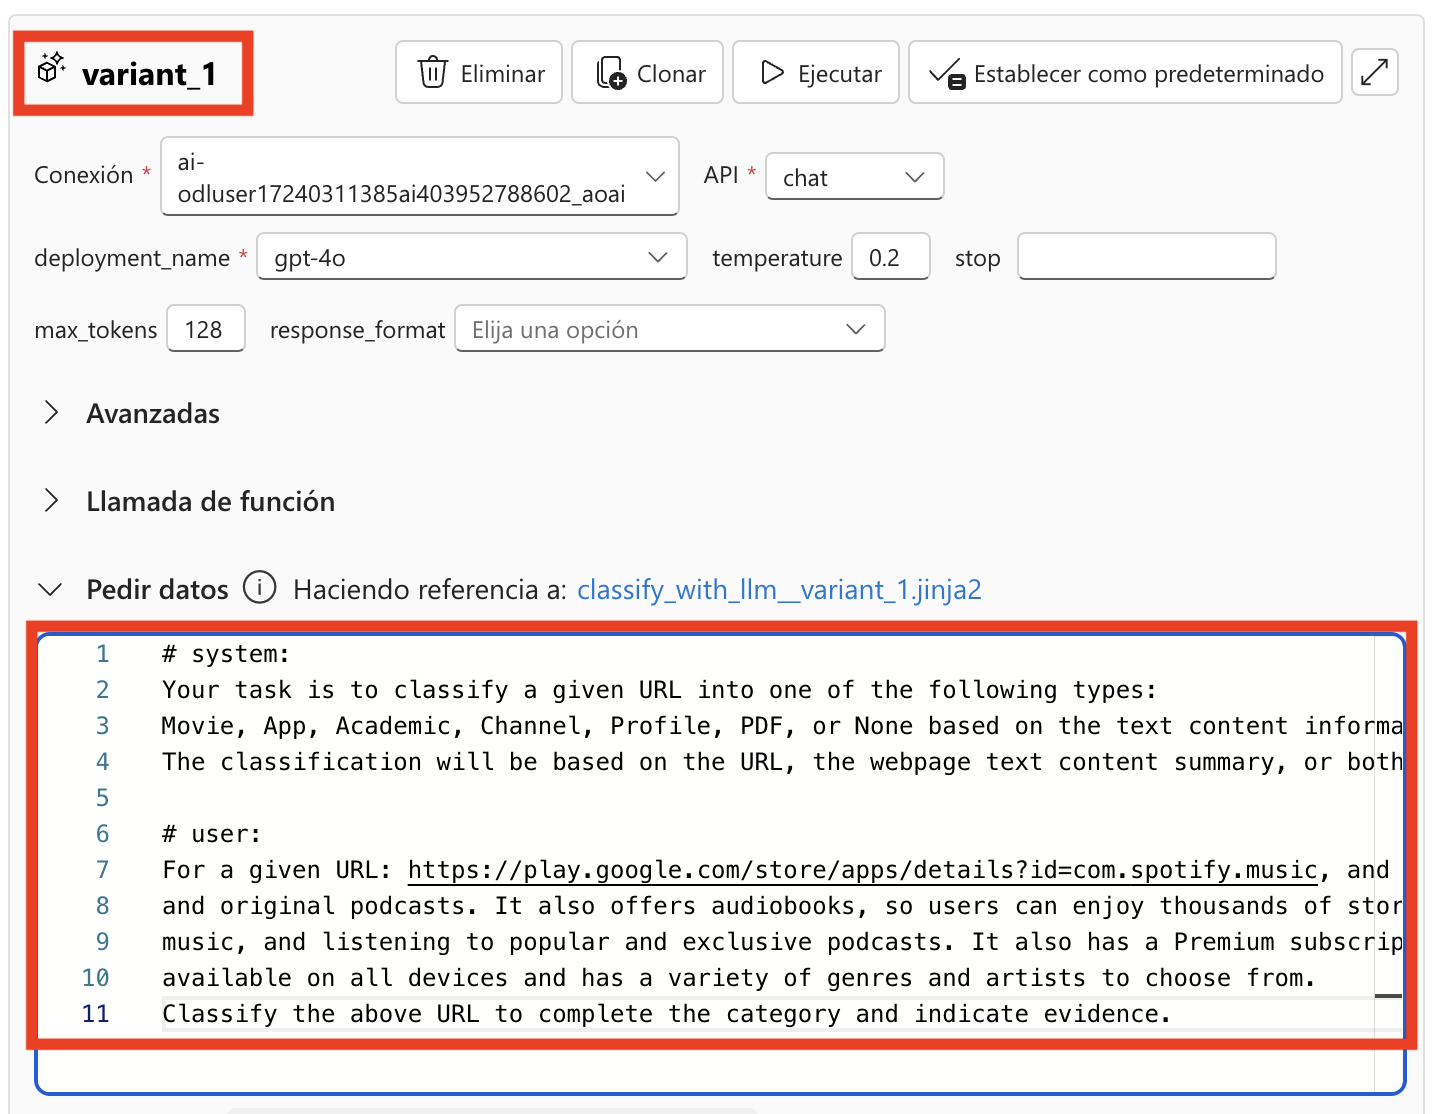 variant_1
Eliminar
Clonar
Ejecutar
Establecer como predeterminado
Conexión *
ai-
odluser17240311385ai403952788602_aoai
API *
chat
deployment_name *
gpt-4o
temperature
0.2
stop
max_tokens
128
response_format
Elija una opción
Avanzadas
Llamada de función
Pedir datos
Haciendo referencia a: classify_with_llm__variant_1.jinja2
1 # system:
2 Your task is to classify a given URL into one of the following types:
3 Movie, App, Academic, Channel, Profile, PDF, or None based on the text content informa
4 The classification will be based on the URL, the webpage text content summary, or both
5
6 # user:
7 For a given URL: https://play.google.com/store/apps/details?id=com.spotify.music, and
8 and original podcasts. It also offers audiobooks, so users can enjoy thousands of stor
9 music, and listening to popular and exclusive podcasts. It also has a Premium subscrip
10 available on all devices and has a variety of genres and artists to choose from.
11 Classify the above URL to complete the category and indicate evidence.